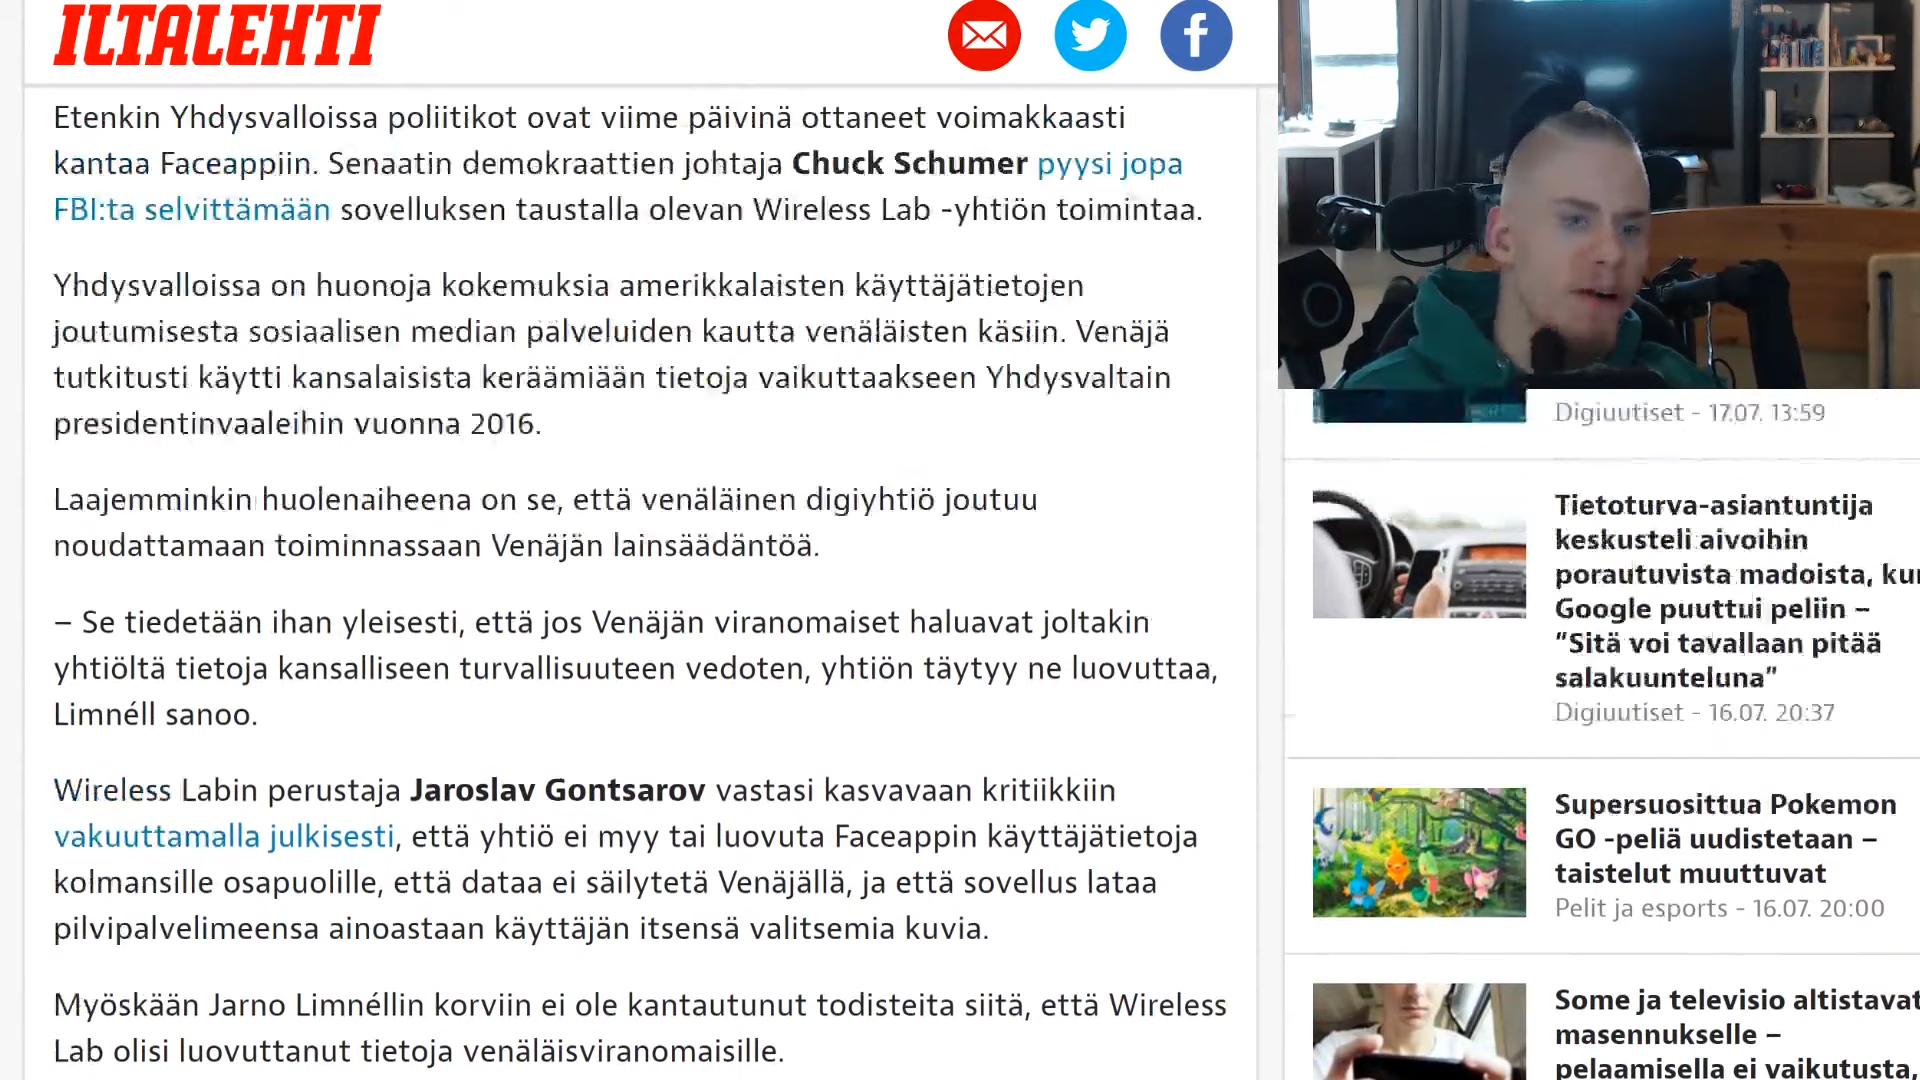 ILTALEHTI
Etenkin Yhdysvalloissa poliitikot ovat viime päivinä ottaneet voimakkaasti
kantaa Faceappiin. Senaatin demokraattien johtaja Chuck Schumer pyysi jopa
FBI:ta selvittämään sovelluksen taustalla olevan Wireless Lab -yhtiön toimintaa.
Yhdysvalloissa on huonoja kokemuksia amerikkalaisten käyttäjätietojen
joutumisesta sosiaalisen median palveluiden kautta venäläisten käsiin. Venäjä
tutkitusti käytti kansalaisista keräämiään tietoja vaikuttaakseen Yhdysvaltain
presidentinvaaleihin vuonna 2016.
Laajemminkin huolenaiheena on se, että venäläinen digiyhtiö joutuu
noudattamaan toiminnassaan Venäjän lainsäädäntöä.
– Se tiedetään ihan yleisesti, että jos Venäjän viranomaiset haluavat joltakin
yhtiöltä tietoja kansalliseen turvallisuuteen vedoten, yhtiön täytyy ne luovuttaa,
Limnéll sanoo.
Wireless Labin perustaja Jaroslav Gontsarov vastasi kasvavaan kritiikkiin
vakuuttamalla julkisesti, että yhtiö ei myy tai luovuta Faceappin käyttäjätietoja
kolmansille osapuolille, että dataa ei säilytetä Venäjällä, ja että sovellus lataa
pilvipalvelimeensa ainoastaan käyttäjän itsensä valitsemia kuvia.
Myöskään Jarno Limnéllin korviin ei ole kantautunut todisteita siitä, että Wireless
Lab olisi luovuttanut tietoja venäläisviranomaisille.
Digiuutiset - 17.07. 13:59
Tietoturva-asiantuntija
keskusteli aivoihin
porautuvista madoista, kun
Google puuttui peliin –
"Sitä voi tavallaan pitää
salakuunteluna"
Digiuutiset - 16.07. 20:37
Supersuosittua Pokemon
GO -peliä uudistetaan –
taistelut muuttuvat
Pelit ja esports - 16.07. 20:00
Some ja televisio altistavat
masennukselle –
pelaamisella ei vaikutusta,